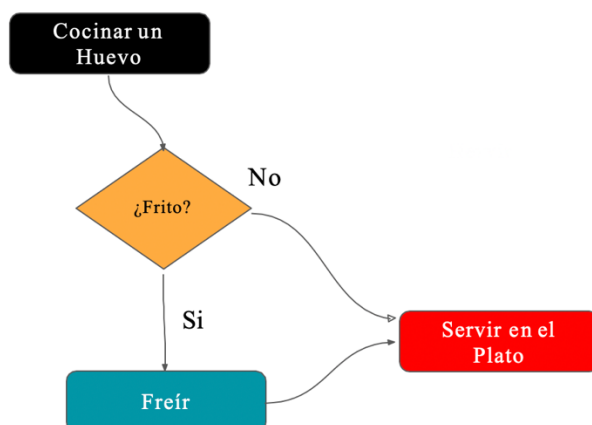 Cocinar un
Huevo
No
¿Frito?
Si
Servir en el
Plato
Freír